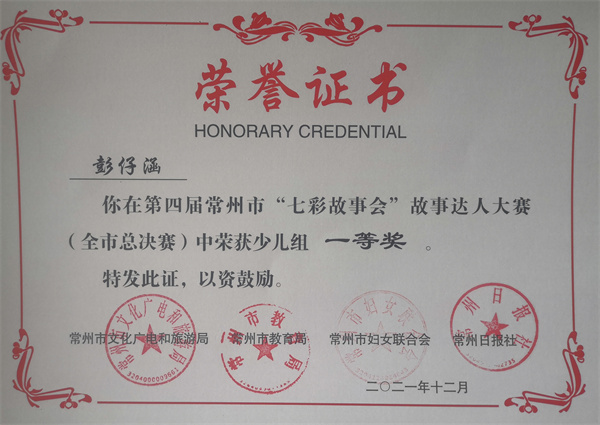 荣誉证书
HONORARY CREDENTIAL
彭仔涵
你在第四届常州市“七彩故事会”故事达人大赛
（全市总决赛）中荣获少儿组 一等奖 。
特发此证，以资鼓励。
常州市文化广电和旅游局 常州市教育局 常州市妇女联合会 常州日报社
二〇二一年十二月